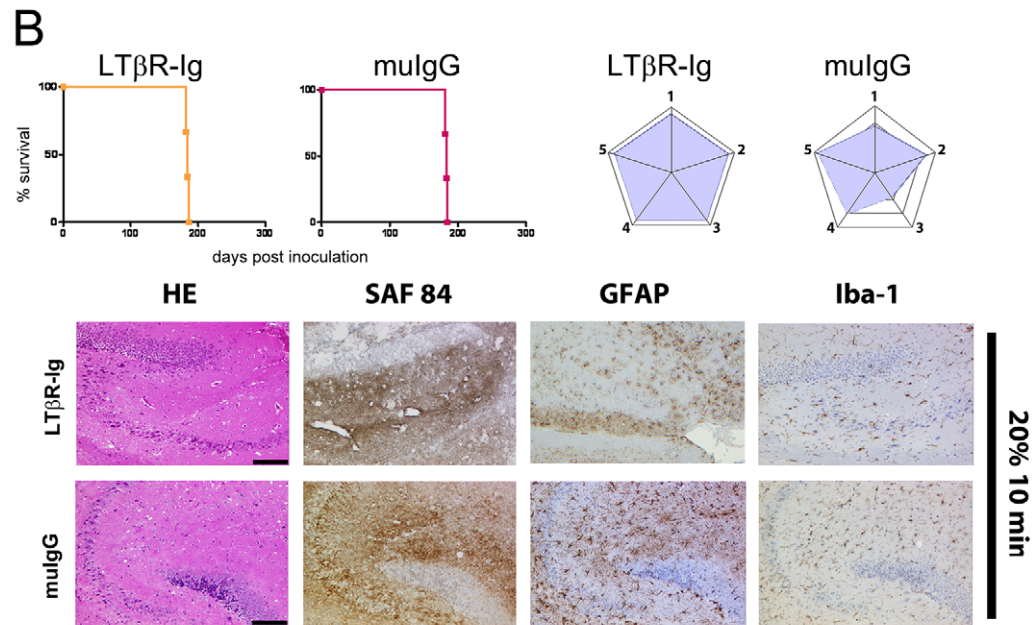 B
LTβR-Ig
muIgG
LTβR-Ig
muIgG
% survival
100
50
0
0
100
200
300
100
50
0
0
100
200
300
days post inoculation
1
2
3
4
5
1
2
3
4
5
HE
SAF 84
GFAP
Iba-1
LTβR-Ig
muIgG
20% 10 min